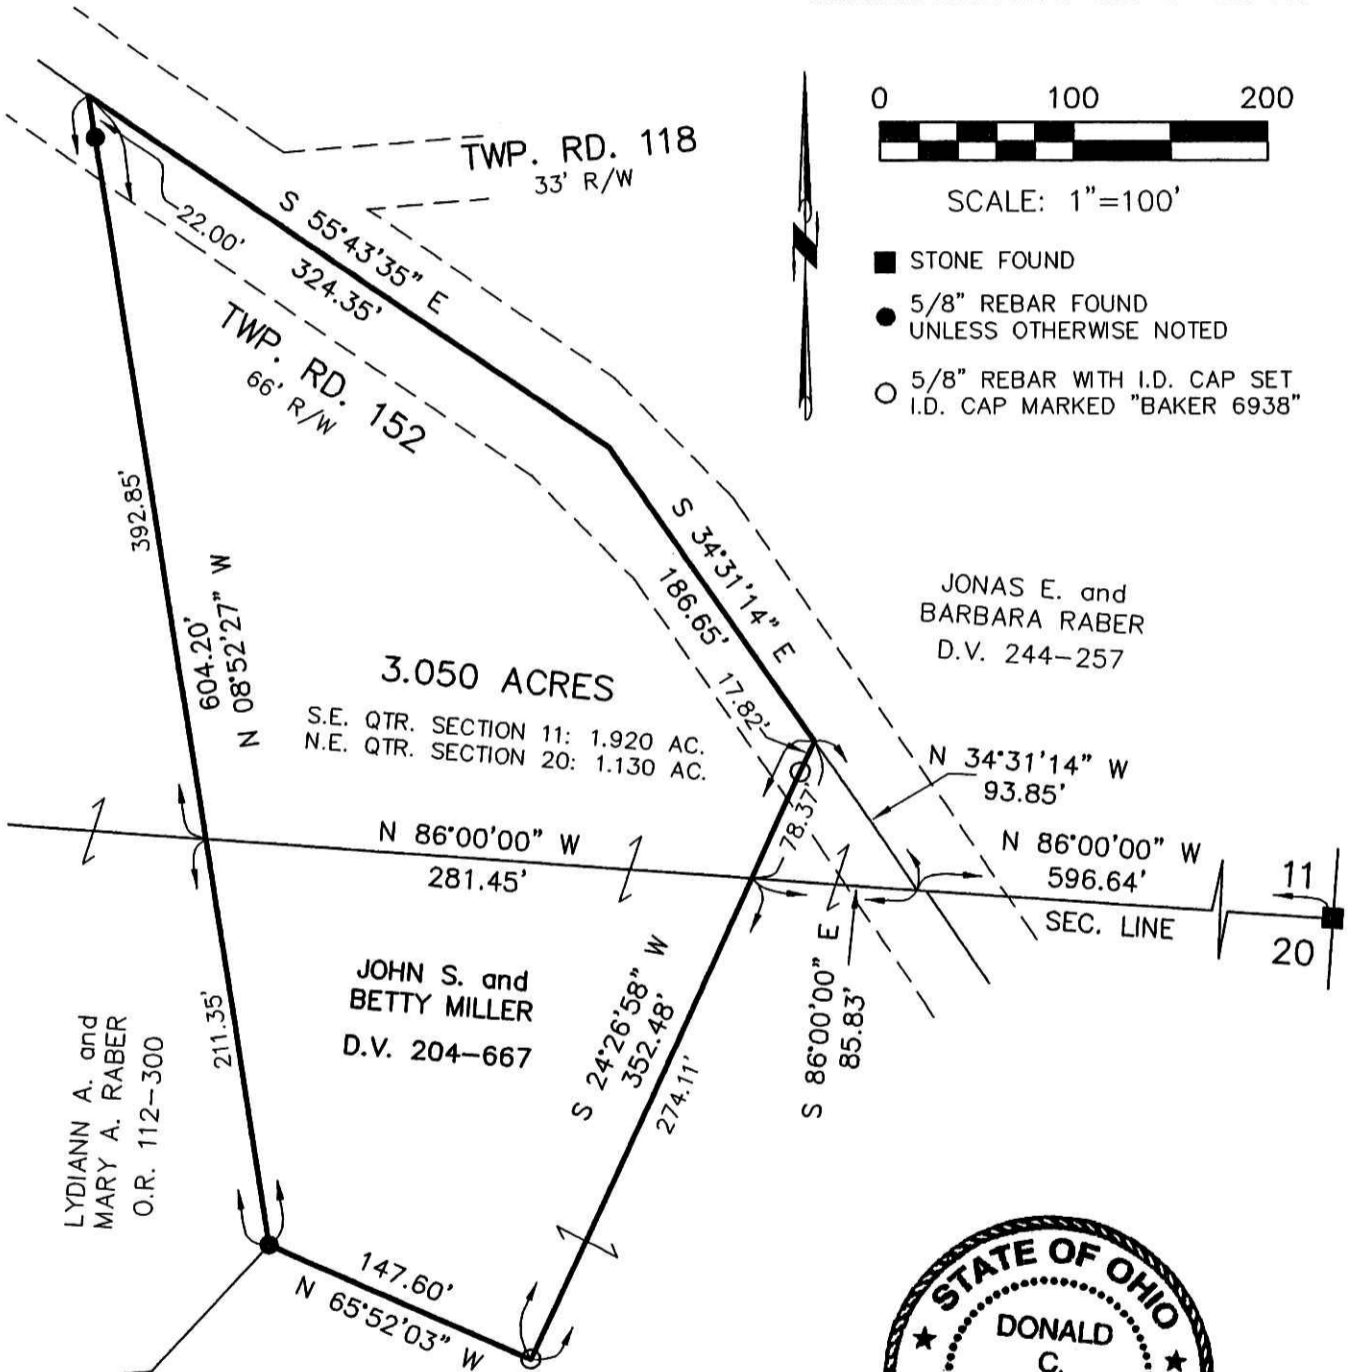 0 100 200
SCALE: 1"=100'
STONE FOUND
5/8" REBAR FOUND
UNLESS OTHERWISE NOTED
5/8" REBAR WITH I.D. CAP SET
I.D. CAP MARKED "BAKER 6938"
TWP. RD. 118
33' R/W
22.00'
S 55°43'35" E
324.35'
TWP. RD. 152
66' R/W
392.85'
604.20'
N 08°52'27" W
S 34°31'14" E
186.65'
17.82'
JONAS E. and
BARBARA RABER
D.V. 244-257
3.050 ACRES
S.E. QTR. SECTION 11: 1.920 AC.
N.E. QTR. SECTION 20: 1.130 AC.
N 34°31'14" W
93.85'
78.37'
N 86°00'00" W
281.45'
N 86°00'00" W
596.64'
SEC. LINE
11
20
S 86°00'00" E
85.83'
JOHN S. and
BETTY MILLER
D.V. 204-667
S 24°26'58" W
352.48'
274.11'
211.35'
LYDIANN A. and
MARY A. RABER
O.R. 112-300
147.60'
N 65°52'03" W
STATE OF OHIO
DONALD
C.